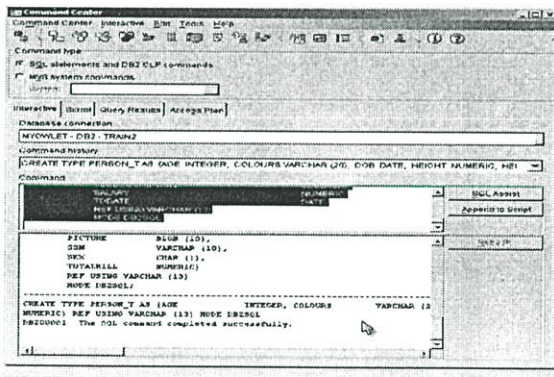 Command Center
Command Center Interactive Edit Tools Help
Command type
SQL statements and DB2 CLP commands
MVS system commands
Interactive Script Query Results Access Plan
Database connection
MYOWLET - DB2 - TRAIN2
Command history
CREATE TYPE PERSON_T AS (AGE INTEGER, COLOURS VARCHAR (20), DOB DATE, HEIGHT NUMERIC, HEI
Command
SALARY NUMERIC,
TODATE DATE)
REF USING VARCHAR (13)
MODE DB2SQL
SQL Assist
Append to Script
PICTURE BLOB (10),
SSN VARCHAR (10),
SEX CHAR (1),
TOTALBILL NUMERIC)
REF USING VARCHAR (13)
MODE DB2SQL;
CREATE TYPE PERSON_T AS (AGE INTEGER, COLOURS VARCHAR (2
NUMERIC) REF USING VARCHAR (13) MODE DB2SQL
DB20000I The SQL command completed successfully.